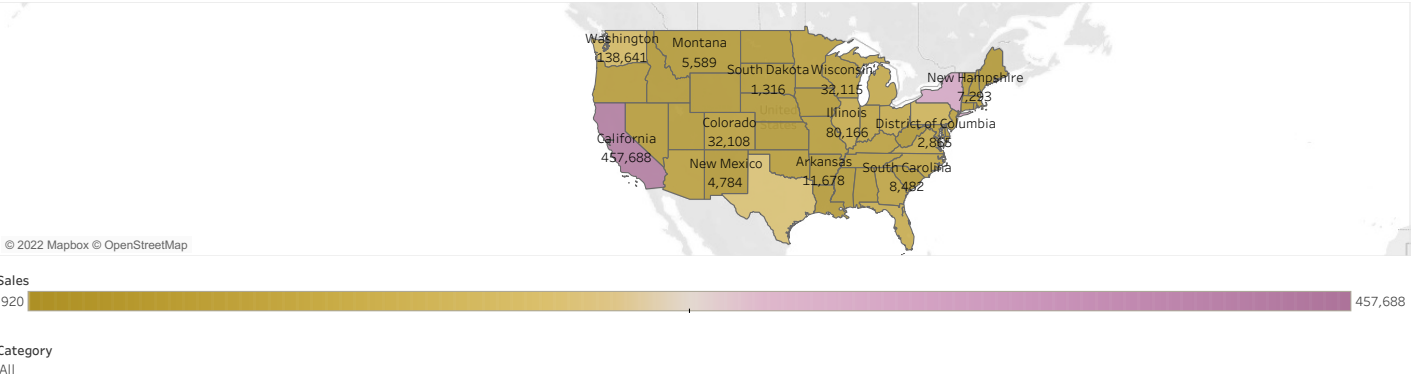 Washington
138,641
Montana
5,589
South Dakota
1,316
Wisconsin
32,115
New Hampshire
7,293
United
States
Illinois
80,166
District of Columbia
2,865
Colorado
32,108
California
457,688
New Mexico
4,784
Arkansas
11,678
South Carolina
8,482
© 2022 Mapbox © OpenStreetMap
Sales
920
457,688
Category
All